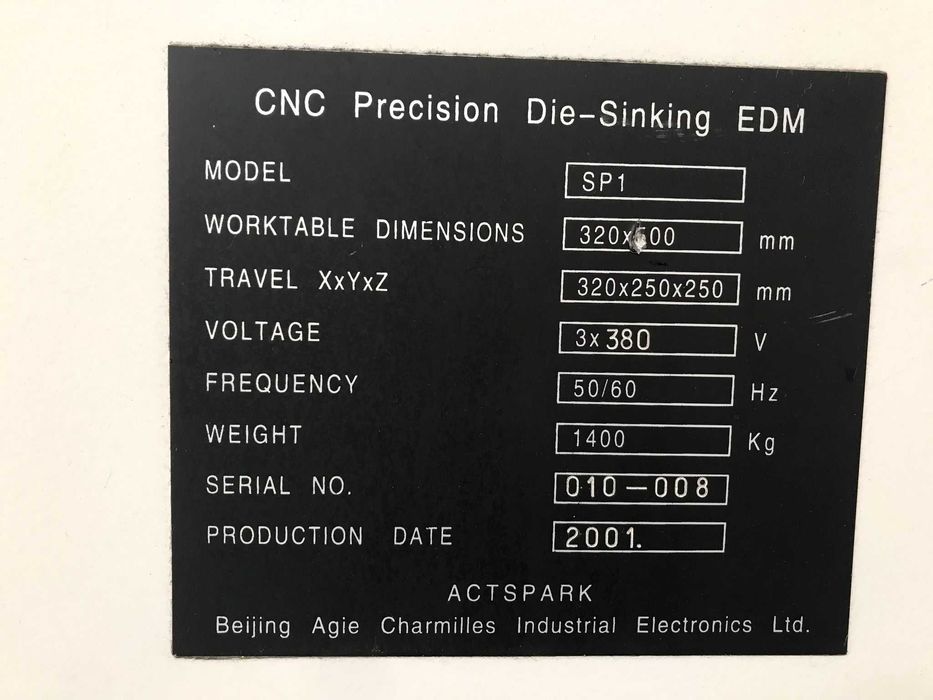 CNC Precision Die-Sinking EDM
MODEL SP1
WORKTABLE DIMENSIONS mm
TRAVEL XxYxZ 320x250x250 mm
VOLTAGE 3x380 V
FREQUENCY 50/60 Hz
WEIGHT 1400 Kg
SERIAL NO. 010-008
PRODUCTION DATE 2001.
ACTSPARK
Beijing Agie Charmilles Industrial Electronics Ltd.